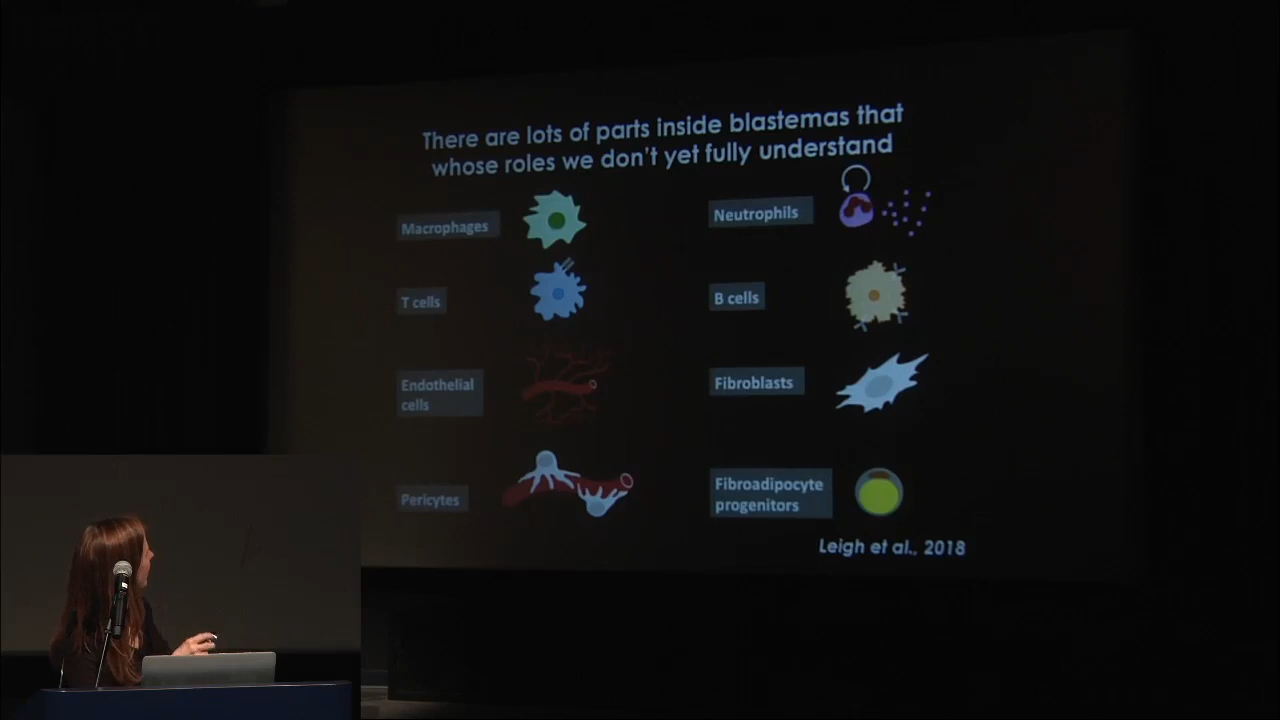 There are lots of parts inside blastemas that
whose roles we don't yet fully understand
Macrophages
Neutrophils
T cells
B cells
Endothelial
cells
Fibroblasts
Pericytes
Fibroadipocyte
progenitors
Leigh et al., 2018